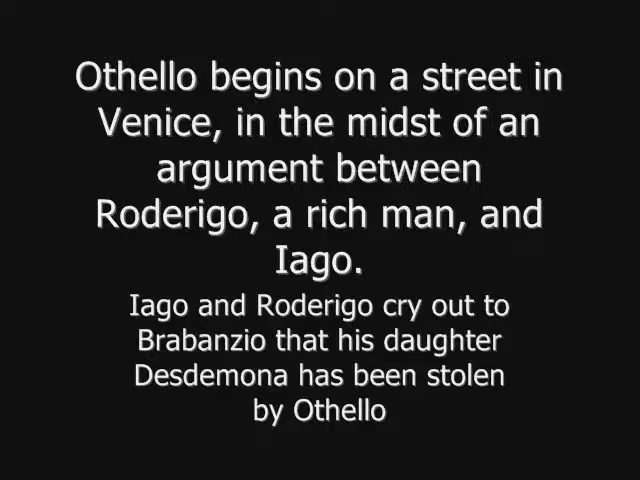 Othello begins on a street in
Venice, in the midst of an
argument between
Roderigo, a rich man, and
Iago.
Iago and Roderigo cry out to
Brabanzio that his daughter
Desdemona has been stolen
by Othello